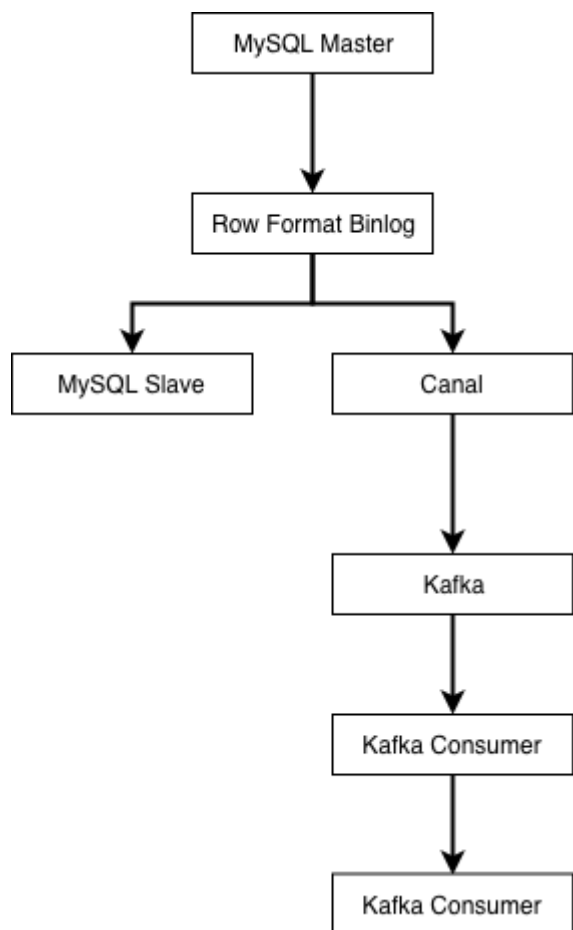 MySQL Master
Row Format Binlog
MySQL Slave
Canal
Kafka
Kafka Consumer
Kafka Consumer